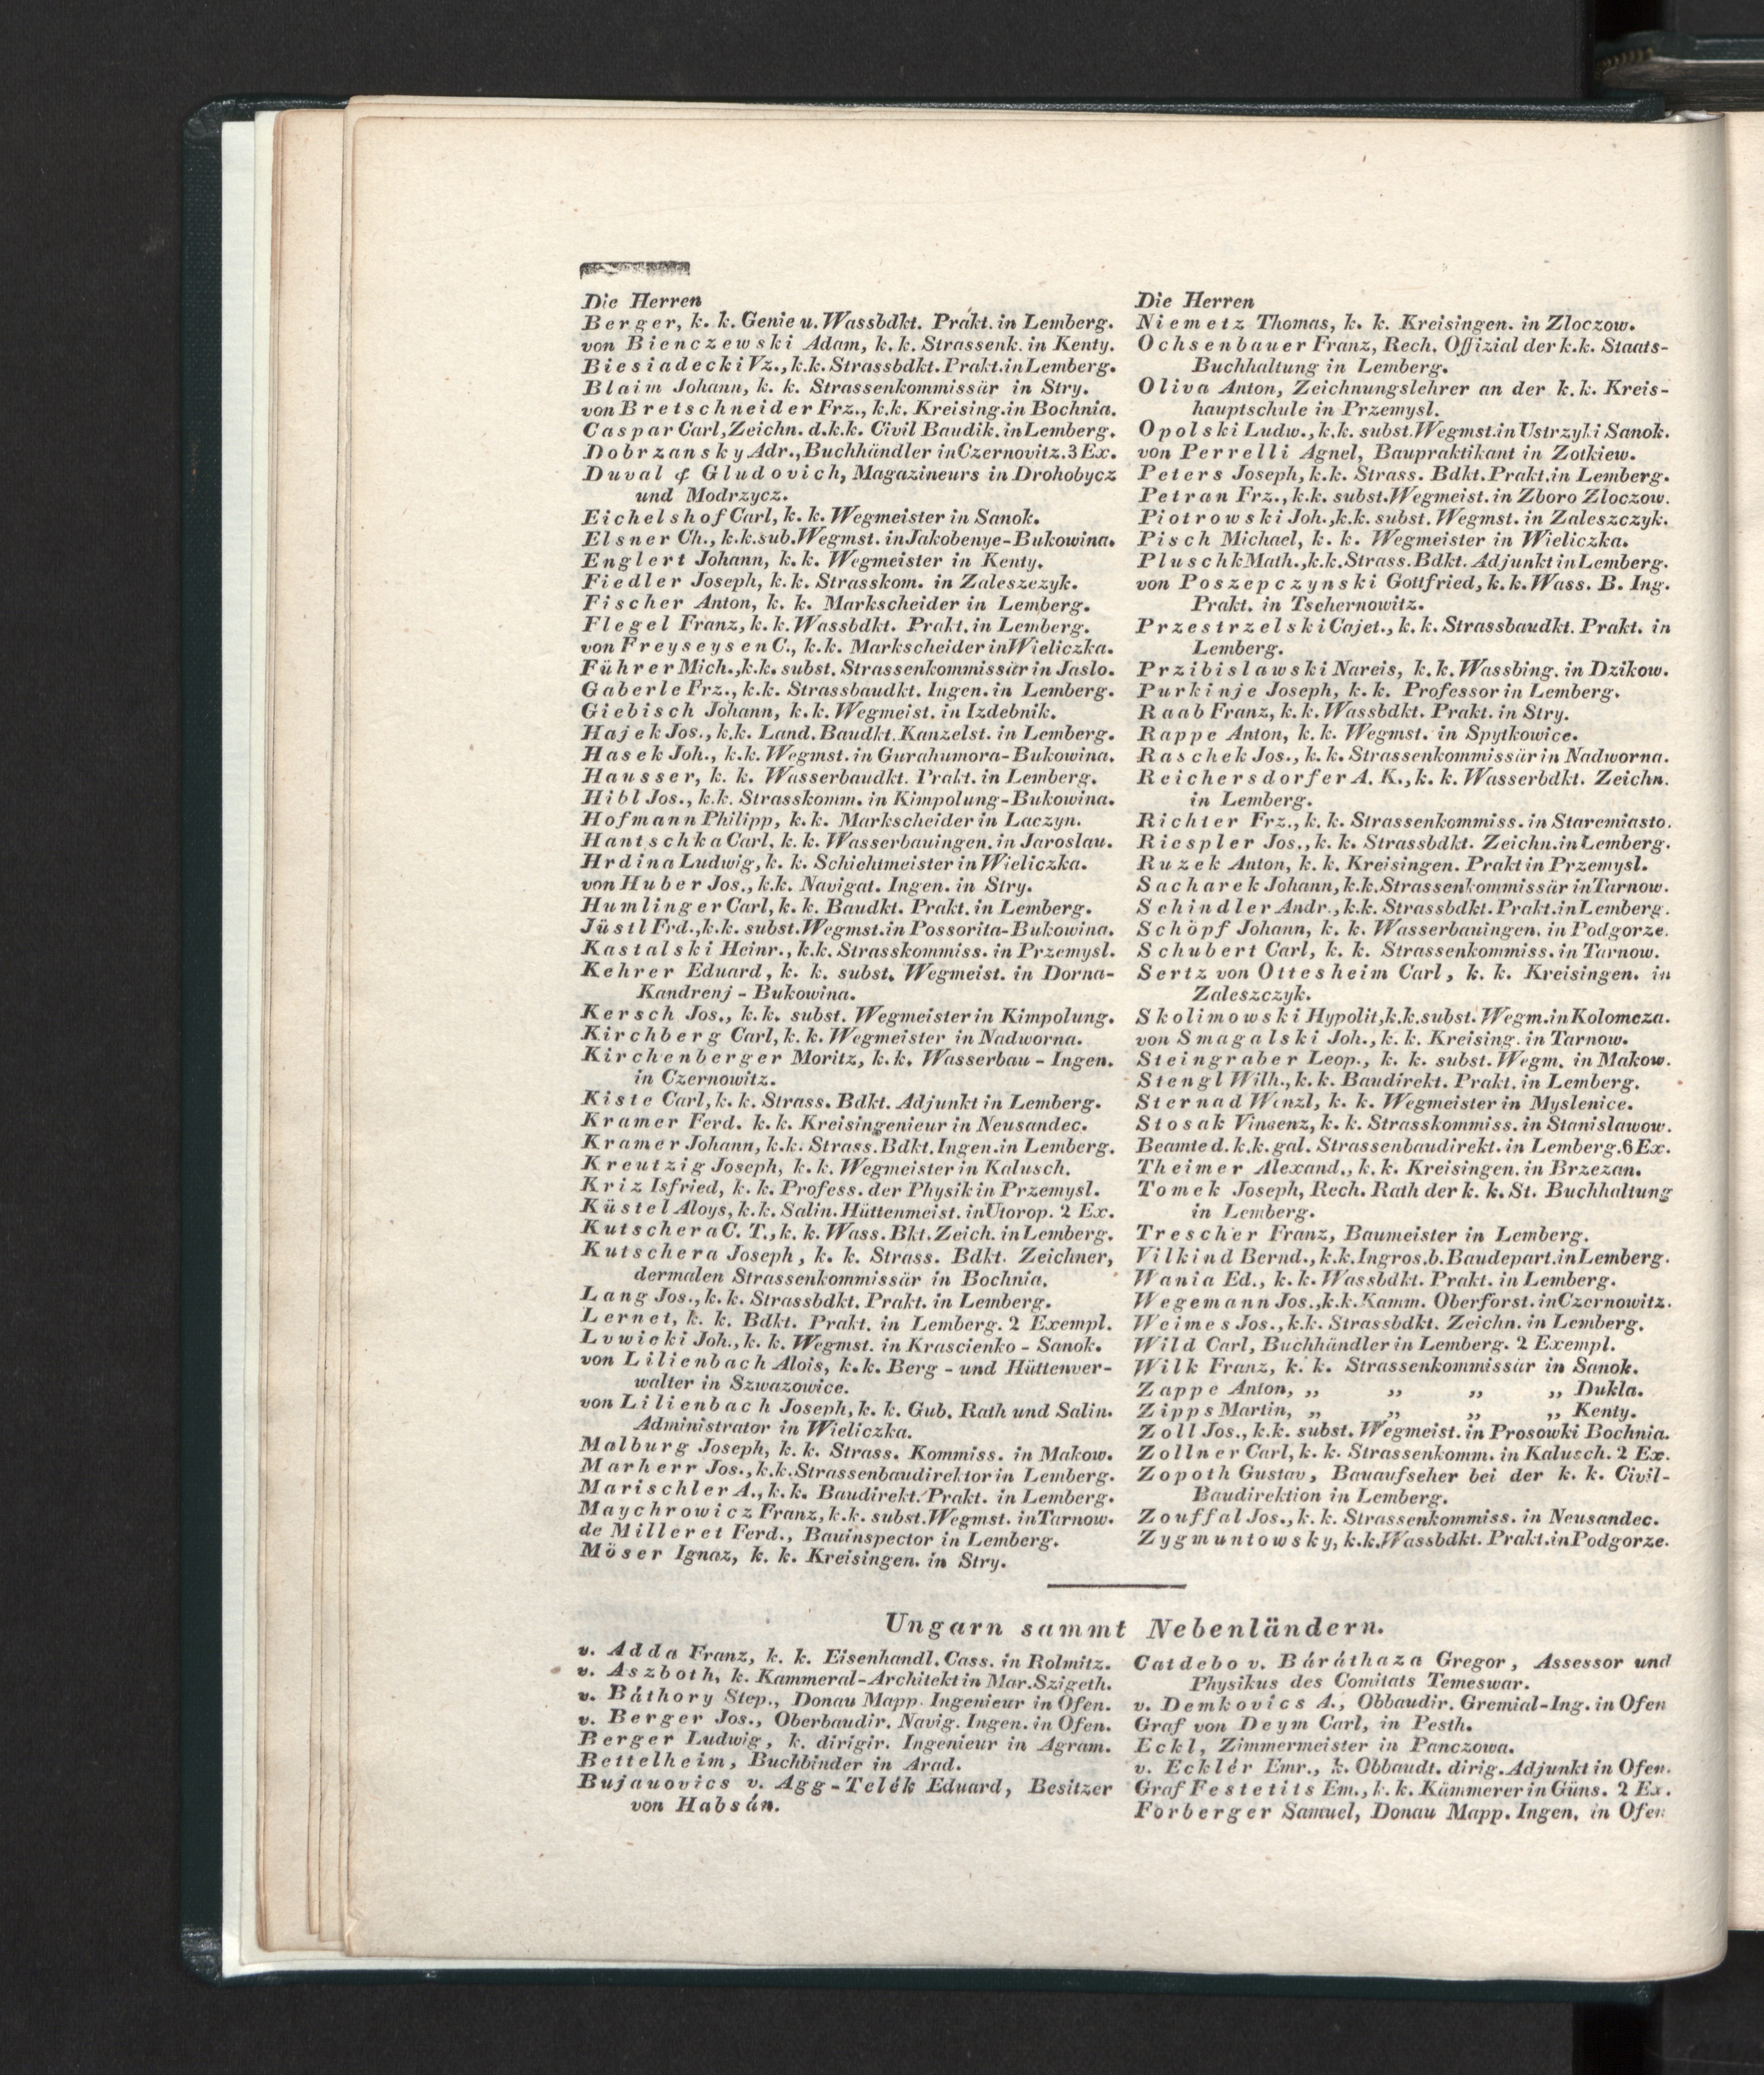 Die Herren
Berger, k. k. Genie u. Wassbdkt. Prakt. in Lemberg.
von Bienczewski Adam, k. k. Strassenk. in Kenty.
Biesiadecki Vz., k.k. Strassbdkt. Prakt. in Lemberg.
Blaim Johann, k. k. Strassenkommissär in Stry.
von Bretschneider Frz., k.k. Kreising. in Bochnia.
Caspar Carl, Zeichn. d. k.k. Civil Baudik. in Lemberg.
Dobrzansky Adr., Buchhändler in Czernovitz. 3 Ex.
Duval & Gludovich, Magazineurs in Drohobycz
und Modrzycz.
Eichelshof Carl, k. k. Wegmeister in Sanok.
Elsner Ch., k.k. sub. Wegmst. in Jakobenye-Bukowina.
Englert Johann, k. k. Wegmeister in Kenty.
Fiedler Joseph, k. k. Strasskom. in Zaleszczyk.
Fischer Anton, k. k. Markscheider in Lemberg.
Flegel Franz, k. k. Wassbdkt. Prakt. in Lemberg.
von Freyseysen C., k.k. Markscheider in Wieliczka.
Führer Mich., k.k. subst. Strassenkommissär in Jaslo.
Gaberle Frz., k.k. Strassbaudkt. Ingen. in Lemberg.
Giebisch Johann, k.k. Wegmeist. in Izdebnik.
Hajek Jos., k.k. Land. Baudkt. Kanzelst. in Lemberg.
Hasek Joh., k.k. Wegmst. in Gurahumora-Bukowina.
Hausser, k. k. Wasserbaudkt. Prakt. in Lemberg.
Hibl Jos., k.k. Strasskomm. in Kimpolung-Bukowina.
Hofmann Philipp, k. k. Markscheider in Laczyn.
Hantschka Carl, k. k. Wasserbauingen. in Jaroslau.
Hrdina Ludwig, k. k. Schichtmeister in Wieliczka.
von Huber Jos., k.k. Navigat. Ingen. in Stry.
Humlinger Carl, k. k. Baudkt. Prakt. in Lemberg.
Jüstl Frd., k.k. subst. Wegmst. in Possorita-Bukowina.
Kastalski Heinr., k.k. Strasskommiss. in Przemysl.
Kehrer Eduard, k. k. subst. Wegmeist. in Dorna-
Kandrenj - Bukowina.
Kersch Jos., k.k. subst. Wegmeister in Kimpolung.
Kirchberg Carl, k. k. Wegmeister in Nadworna.
Kirchenberger Moritz, k.k. Wasserbau - Ingen.
in Czernowitz.
Kiste Carl, k. k. Strass. Bdkt. Adjunkt in Lemberg.
Kramer Ferd. k. k. Kreisingenieur in Neusandec.
Kramer Johann, k.k. Strass. Bdkt. Ingen. in Lemberg.
Kreutzig Joseph, k. k. Wegmeister in Kalusch.
Kriz Isfried, k. k. Profess. der Physik in Przemysl.
Küstel Aloys, k.k. Salin. Hüttenmeist. in Utorop. 2 Ex.
Kutschera C. T., k. k. Wass. Bkt. Zeich. in Lemberg.
Kutschera Joseph, k. k. Strass. Bdkt. Zeichner,
dermalen Strassenkommissär in Bochnia.
Lang Jos., k. k. Strassbdkt. Prakt. in Lemberg.
Lernet, k. k. Bdkt. Prakt. in Lemberg. 2 Exempl.
Lvwicki Joh., k. k. Wegmst. in Krascienko - Sanok.
von Lilienbach Alois, k.k. Berg - und Hüttenver-
walter in Szwazowice.
von Lilienbach Joseph, k. k. Gub. Rath und Salin.
Administrator in Wieliczka.
Malburg Joseph, k. k. Strass. Kommiss. in Makow.
Marherr Jos., k.k. Strassenbaudirektor in Lemberg.
Marischler A., k.k. Baudirekt. Prakt. in Lemberg.
Maychrowicz Franz, k.k. subst. Wegmst. in Tarnow.
de Milleret Ferd., Bauinspector in Lemberg.
Möser Ignaz, k. k. Kreisingen. in Stry.
Die Herren
Niemetz Thomas, k. k. Kreisingen. in Zloczow.
Ochsenbauer Franz, Rech. Offizial der k.k. Staats-
Buchhaltung in Lemberg.
Oliva Anton, Zeichnungslehrer an der k.k. Kreis-
hauptschule in Przemysl.
Opolski Ludw., k.k. subst. Wegmst. in Ustrzyki Sanok.
von Perrelli Agnel, Baupraktikant in Zotkiew.
Peters Joseph, k.k. Strass. Bdkt. Prakt. in Lemberg.
Petran Frz., k.k. subst. Wegmeist. in Zboro Zloczow.
Piotrowski Joh., k.k. subst. Wegmst. in Zaleszczyk.
Pisch Michael, k. k. Wegmeister in Wieliczka.
Pluschk Math., k.k. Strass. Bdkt. Adjunkt in Lemberg.
von Poszepczynski Gottfried, k.k. Wass. B. Ing.
Prakt. in Tschernowitz.
Przestrzelski Cajet., k. k. Strassbaudkt. Prakt. in
Lemberg.
Przibislawski Nareis, k. k. Wassbing. in Dzikow.
Purkinje Joseph, k. k. Professor in Lemberg.
Raab Franz, k. k. Wassbdkt. Prakt. in Stry.
Rappe Anton, k. k. Wegmst. in Spytkowice.
Raschek Jos., k. k. Strassenkommissär in Nadworna.
Reichersdorfer A. K., k. k. Wasserbdkt. Zeichn.
in Lemberg.
Richter Frz., k. k. Strassenkommiss. in Staremiasto.
Riespler Jos., k. k. Strassbdkt. Zeichn. in Lemberg.
Ruzek Anton, k. k. Kreisingen. Prakt in Przemysl.
Sacharek Johann, k.k. Strassenkommissär in Tarnow.
Schindler Andr., k.k. Strassbdkt. Prakt. in Lemberg.
Schöpf Johann, k. k. Wasserbauingen. in Podgorze.
Schubert Carl, k. k. Strassenkommiss. in Tarnow.
Sertz von Ottesheim Carl, k. k. Kreisingen. in
Zaleszczyk.
Skolimowski Hypolit, k.k. subst. Wegm. in Kolomeza.
von Smagalski Joh., k. k. Kreising. in Tarnow.
Steingraber Leop., k. k. subst. Wegm. in Makow.
Stengl Wilh., k. k. Baudirekt. Prakt. in Lemberg.
Sternad Wenzl, k. k. Wegmeister in Myslenice.
Stosak Vincenz, k. k. Strasskommiss. in Stanislawow.
Beamte d. k.k. gal. Strassenbaudirekt. in Lemberg. 6 Ex.
Theimer Alexand., k. k. Kreisingen. in Brzezan.
Tomek Joseph, Rech. Rath der k. k. St. Buchhaltung
in Lemberg.
Trescher Franz, Baumeister in Lemberg.
Vilkind Bernd., k.k. Ingros. b. Baudepart. in Lemberg.
Wania Ed., k. k. Wassbdkt. Prakt. in Lemberg.
Wegemann Jos., k.k. Kamm. Oberforst. in Czernowitz.
Weimes Jos., k.k. Strassbdkt. Zeichn. in Lemberg.
Wild Carl, Buchhändler in Lemberg. 2 Exempl.
Wilk Franz, k. k. Strassenkommissär in Sanok.
Zappe Anton, „ „ „ „ Dukla.
Zipps Martin, „ „ „ „ Kenty.
Zoll Jos., k.k. subst. Wegmeist. in Prosowki Bochnia.
Zollner Carl, k. k. Strassenkomm. in Kalusch. 2 Ex.
Zopoth Gustav, Bauaufseher bei der k. k. Civil-
Baudirektion in Lemberg.
Zouffal Jos., k. k. Strassenkommiss. in Neusandec.
Zygmuntowsky, k.k. Wassbdkt. Prakt. in Podgorze.
Ungarn sammt Nebenländern.
v. Adda Franz, k. k. Eisenhandl. Cass. in Rolmitz.
v. Aszboth, k. Kammeral-Architekt in Mar. Szigeth.
v. Báthory Step., Donau Mapp. Ingenieur in Ofen.
v. Berger Jos., Oberbaudir. Navig. Ingen. in Ofen.
Berger Ludwig, k. dirigir. Ingenieur in Agram.
Bettelheim, Buchbinder in Arad.
Bujauovics v. Agg-Telék Eduard, Besitzer
von Habsán.
Catdebo v. Báráthaza Gregor, Assessor und
Physikus des Comitats Temeswar.
v. Demkovics A., Obbaudir. Gremial-Ing. in Ofen
Graf von Deym Carl, in Pesth.
Eckl, Zimmermeister in Panczowa.
v. Ecklér Emr., k. Obbaudt. dirig. Adjunkt in Ofen.
Graf Festetits Em., k. k. Kämmerer in Güns. 2 Ex.
Forberger Samuel, Donau Mapp. Ingen. in Ofen